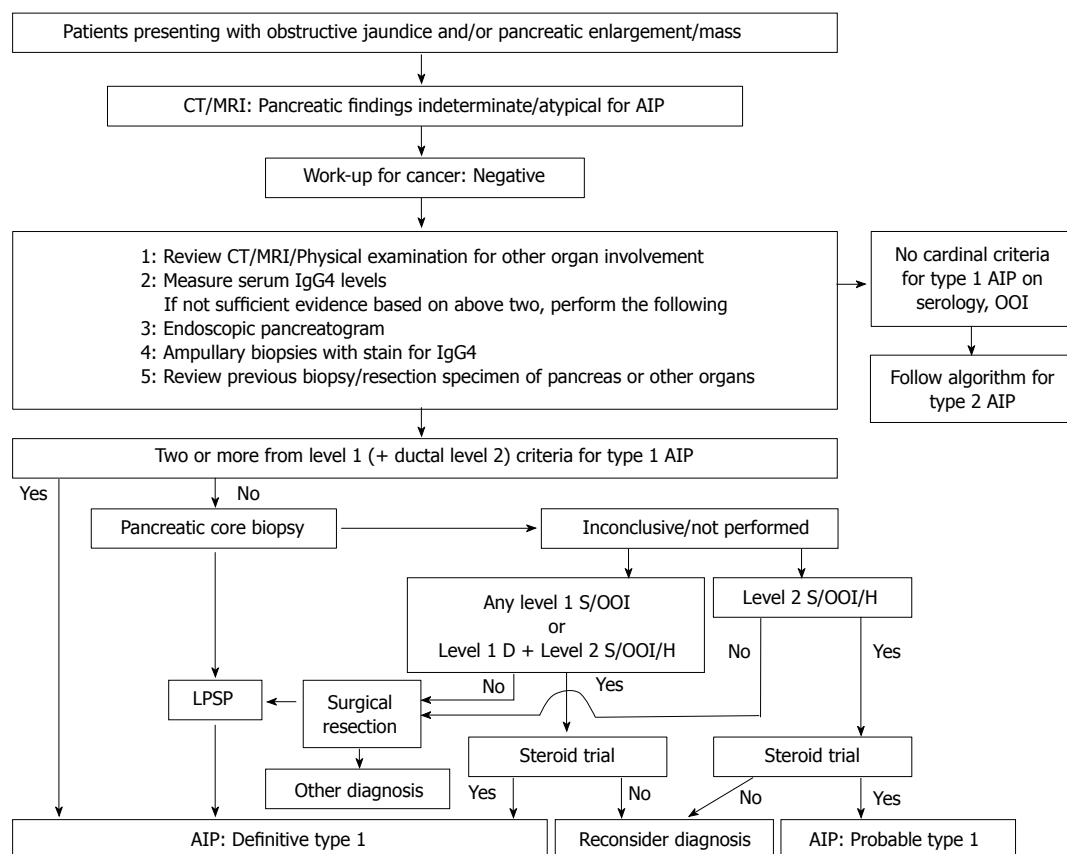 Patients presenting with obstructive jaundice and/or pancreatic enlargement/mass
CT/MRI: Pancreatic findings indeterminate/atypical for AIP
Work-up for cancer: Negative
1: Review CT/MRI/Physical examination for other organ involvement
2: Measure serum IgG4 levels
If not sufficient evidence based on above two, perform the following
3: Endoscopic pancreatogram
4: Ampullary biopsies with stain for IgG4
5: Review previous biopsy/resection specimen of pancreas or other organs
No cardinal criteria
for type 1 AIP on
serology, OOI
Follow algorithm for
type 2 AIP
Two or more from level 1 (+ ductal level 2) criteria for type 1 AIP
Yes
No
Pancreatic core biopsy
Inconclusive/not performed
Any level 1 S/OOI
or
Level 1 D + Level 2 S/OOI/H
Level 2 S/OOI/H
No
Yes
No
Yes
LPSP
Surgical
resection
Other diagnosis
Steroid trial
Steroid trial
Yes
No
No
Yes
AIP: Definitive type 1
Reconsider diagnosis
AIP: Probable type 1